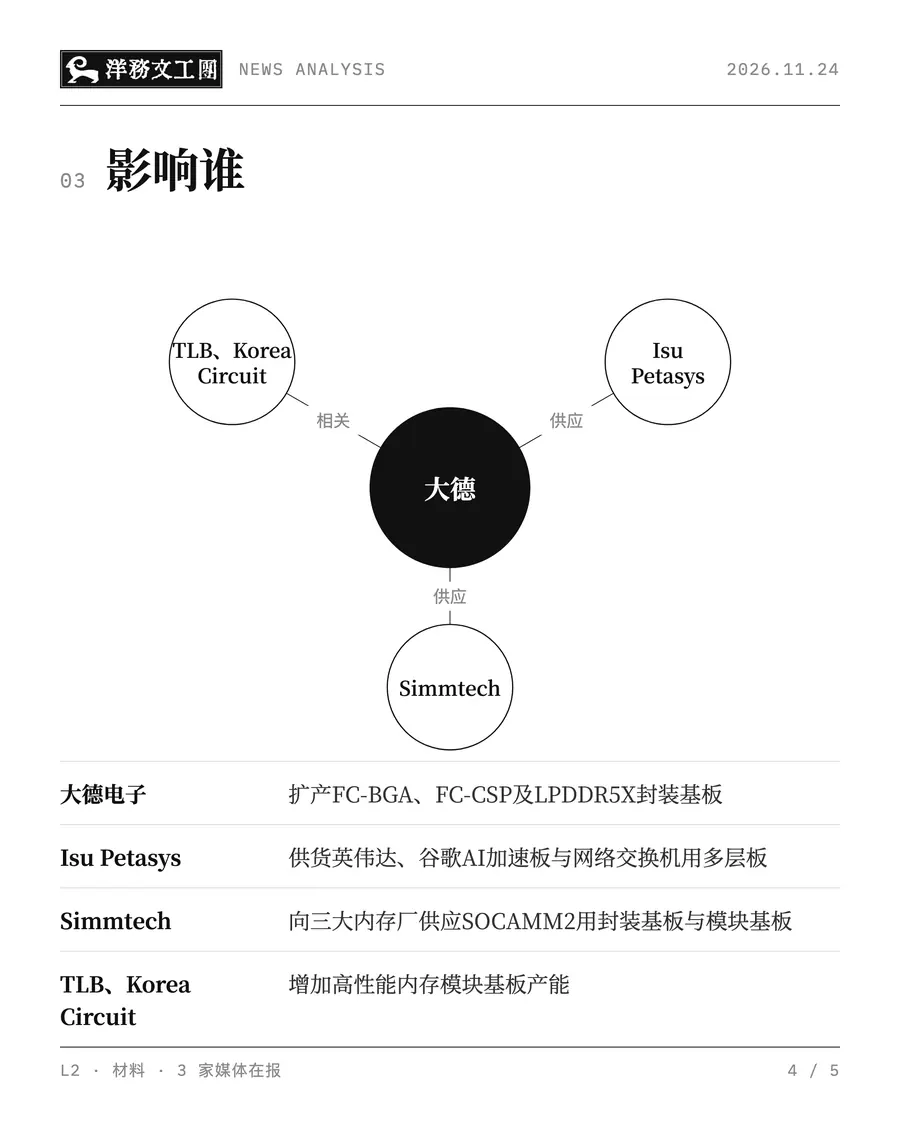 洋務文工團 NEWS ANALYSIS 2026.11.24
03 影响谁
TLB、Korea
Circuit
Isu
Petasys
相关
供应
大德
供应
Simmtech
大德电子 扩产FC-BGA、FC-CSP及LPDDR5X封装基板
Isu Petasys 供货英伟达、谷歌AI加速板与网络交换机用多层板
Simmtech 向三大内存厂供应SOCAMM2用封装基板与模块基板
TLB、Korea 增加高性能内存模块基板产能
Circuit
L2 · 材料 · 3 家媒体在报 4 / 5